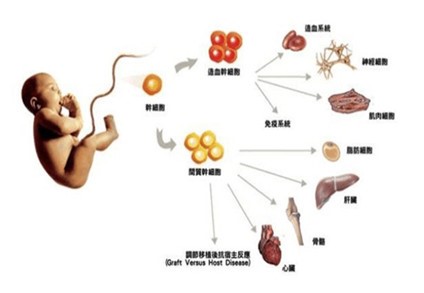 造血系統
神經細胞
造血幹細胞
幹細胞
肌肉細胞
免疫系統
脂肪細胞
間質幹細胞
肝臟
骨髓
心臟
調節移植後抗宿主反應
(Graft Versus Host Disease)